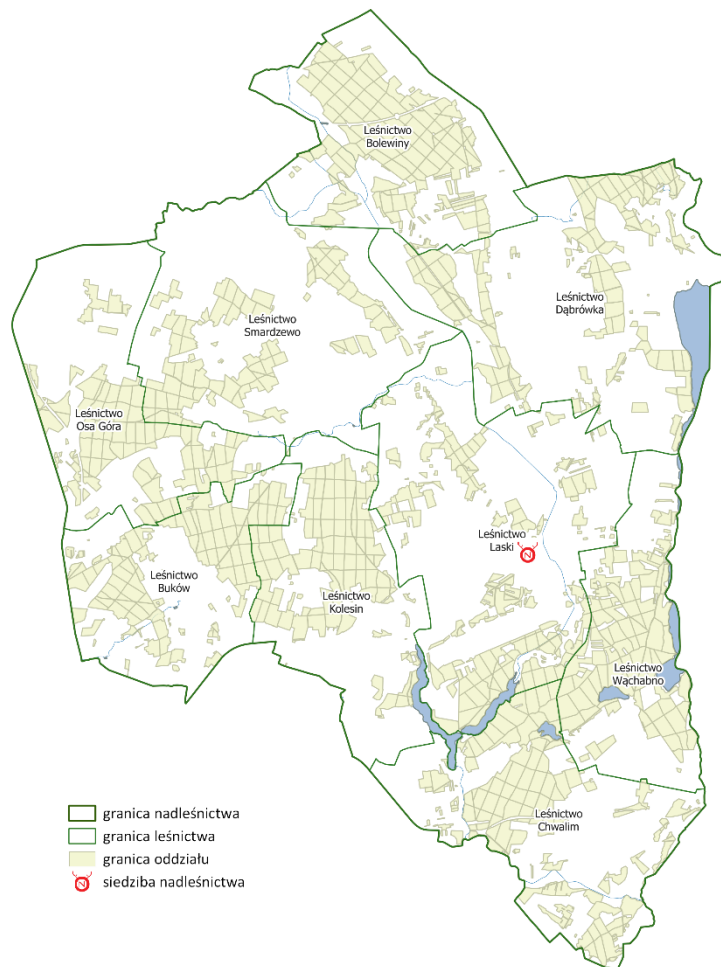 Leśnictwo
Bolewiny
Leśnictwo
Dąbrówka
Leśnictwo
Smardzewo
Leśnictwo
Osa Góra
Leśnictwo
Laski
Leśnictwo
Buków
Leśnictwo
Kolesin
Leśnictwo
Wąchabno
Leśnictwo
Chwalim
granica nadleśnictwa
granica leśnictwa
granica oddziału
siedziba nadleśnictwa